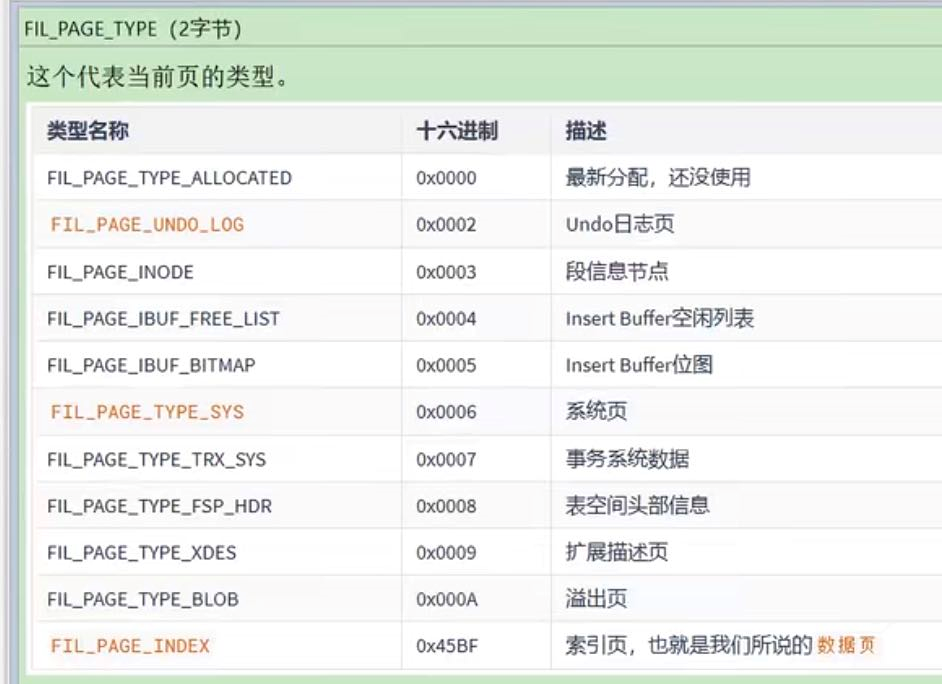 FIL_PAGE_TYPE（2字节）
这个代表当前页的类型。
类型名称 十六进制 描述
FIL_PAGE_TYPE_ALLOCATED 0x0000 最新分配，还没使用
FIL_PAGE_UNDO_LOG 0x0002 Undo日志页
FIL_PAGE_INODE 0x0003 段信息节点
FIL_PAGE_IBUF_FREE_LIST 0x0004 Insert Buffer空闲列表
FIL_PAGE_IBUF_BITMAP 0x0005 Insert Buffer位图
FIL_PAGE_TYPE_SYS 0x0006 系统页
FIL_PAGE_TYPE_TRX_SYS 0x0007 事务系统数据
FIL_PAGE_TYPE_FSP_HDR 0x0008 表空间头部信息
FIL_PAGE_TYPE_XDES 0x0009 扩展描述页
FIL_PAGE_TYPE_BLOB 0x000A 溢出页
FIL_PAGE_INDEX 0x45BF 索引页，也就是我们所说的数据页